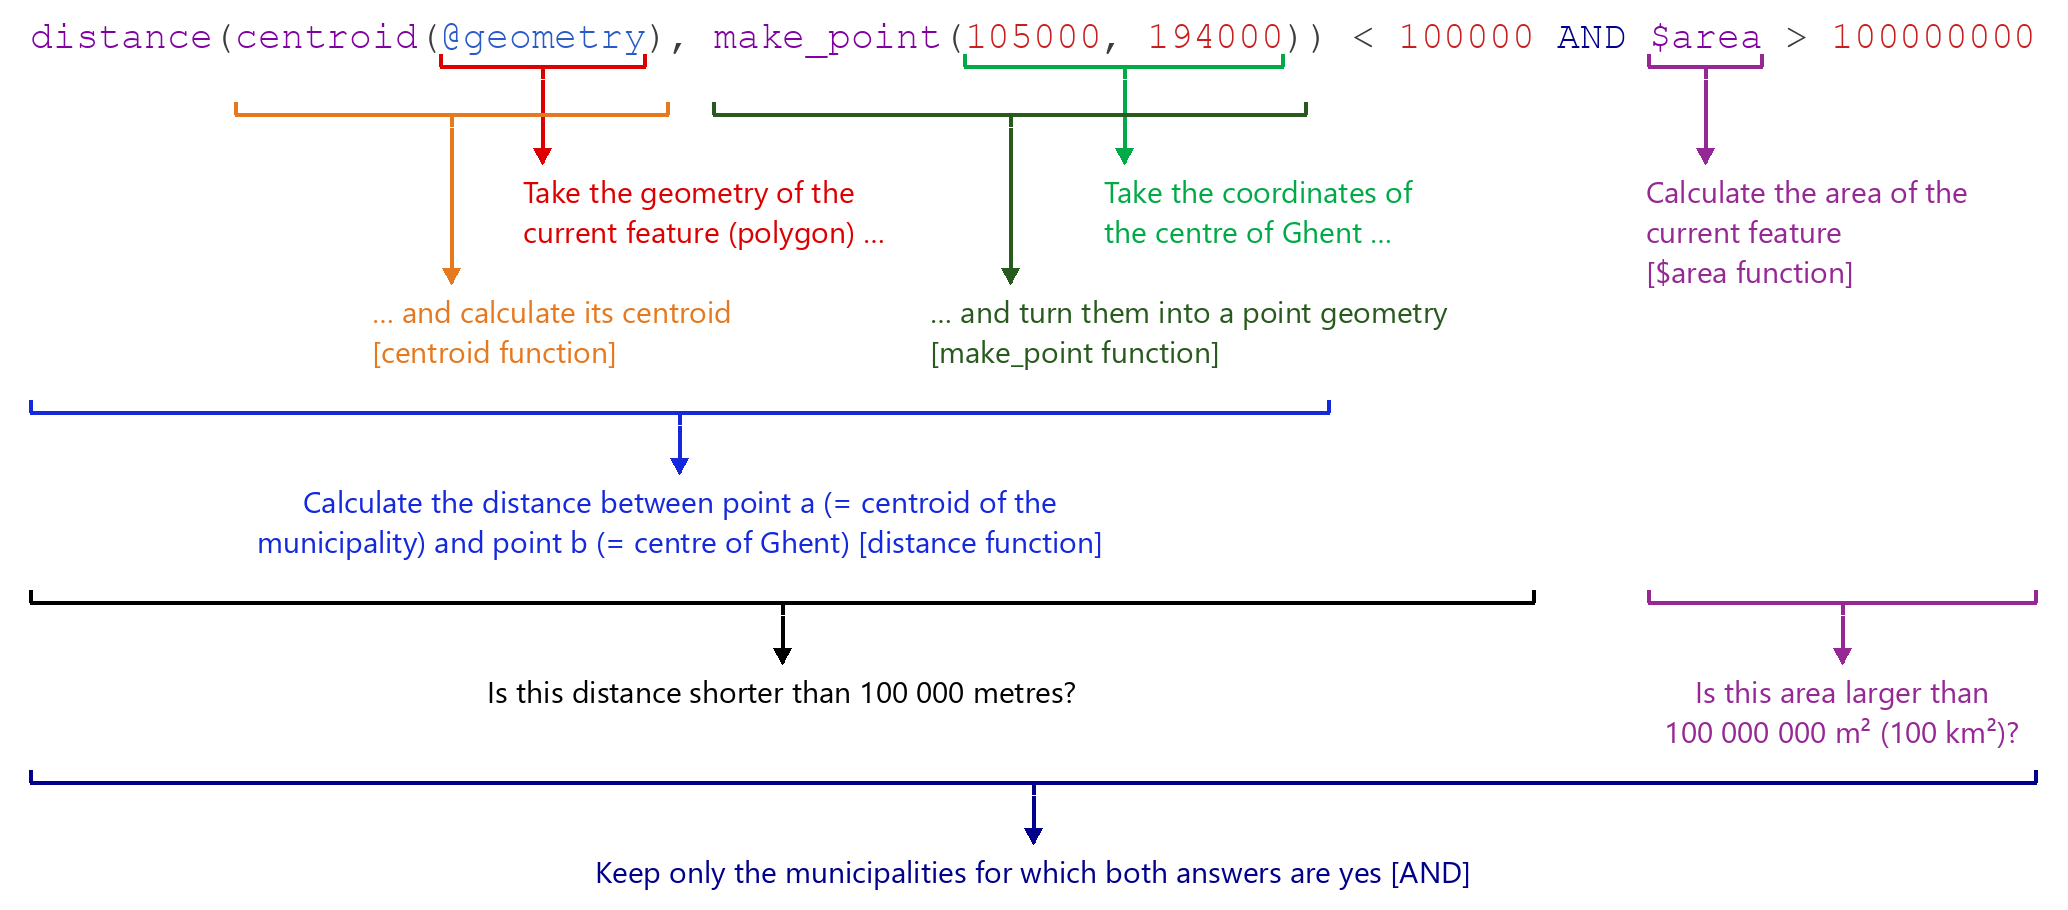 distance(centroid(@geometry), make_point(105000, 194000)) < 100000 AND $area > 100000000
Take the geometry of the
current feature (polygon) ...
Take the coordinates of
the centre of Ghent ...
Calculate the area of the
current feature
[$area function]
... and calculate its centroid
[centroid function]
... and turn them into a point geometry
[make_point function]
Calculate the distance between point a (= centroid of the
municipality) and point b (= centre of Ghent) [distance function]
Is this distance shorter than 100 000 metres?
Is this area larger than
100 000 000 m² (100 km²)?
Keep only the municipalities for which both answers are yes [AND]